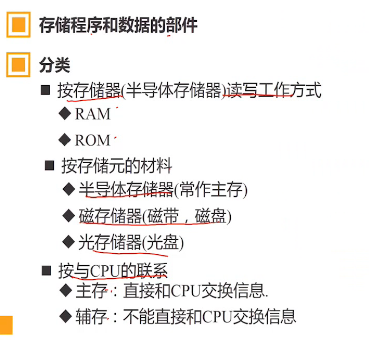 存储程序和数据的部件
分类
按存储器(半导体存储器)读写工作方式
RAM
ROM
按存储元的材料
半导体存储器(常作主存)
磁存储器(磁带，磁盘)
光存储器(光盘)
按与CPU的联系
主存：直接和CPU交换信息.
辅存：不能直接和CPU交换信息